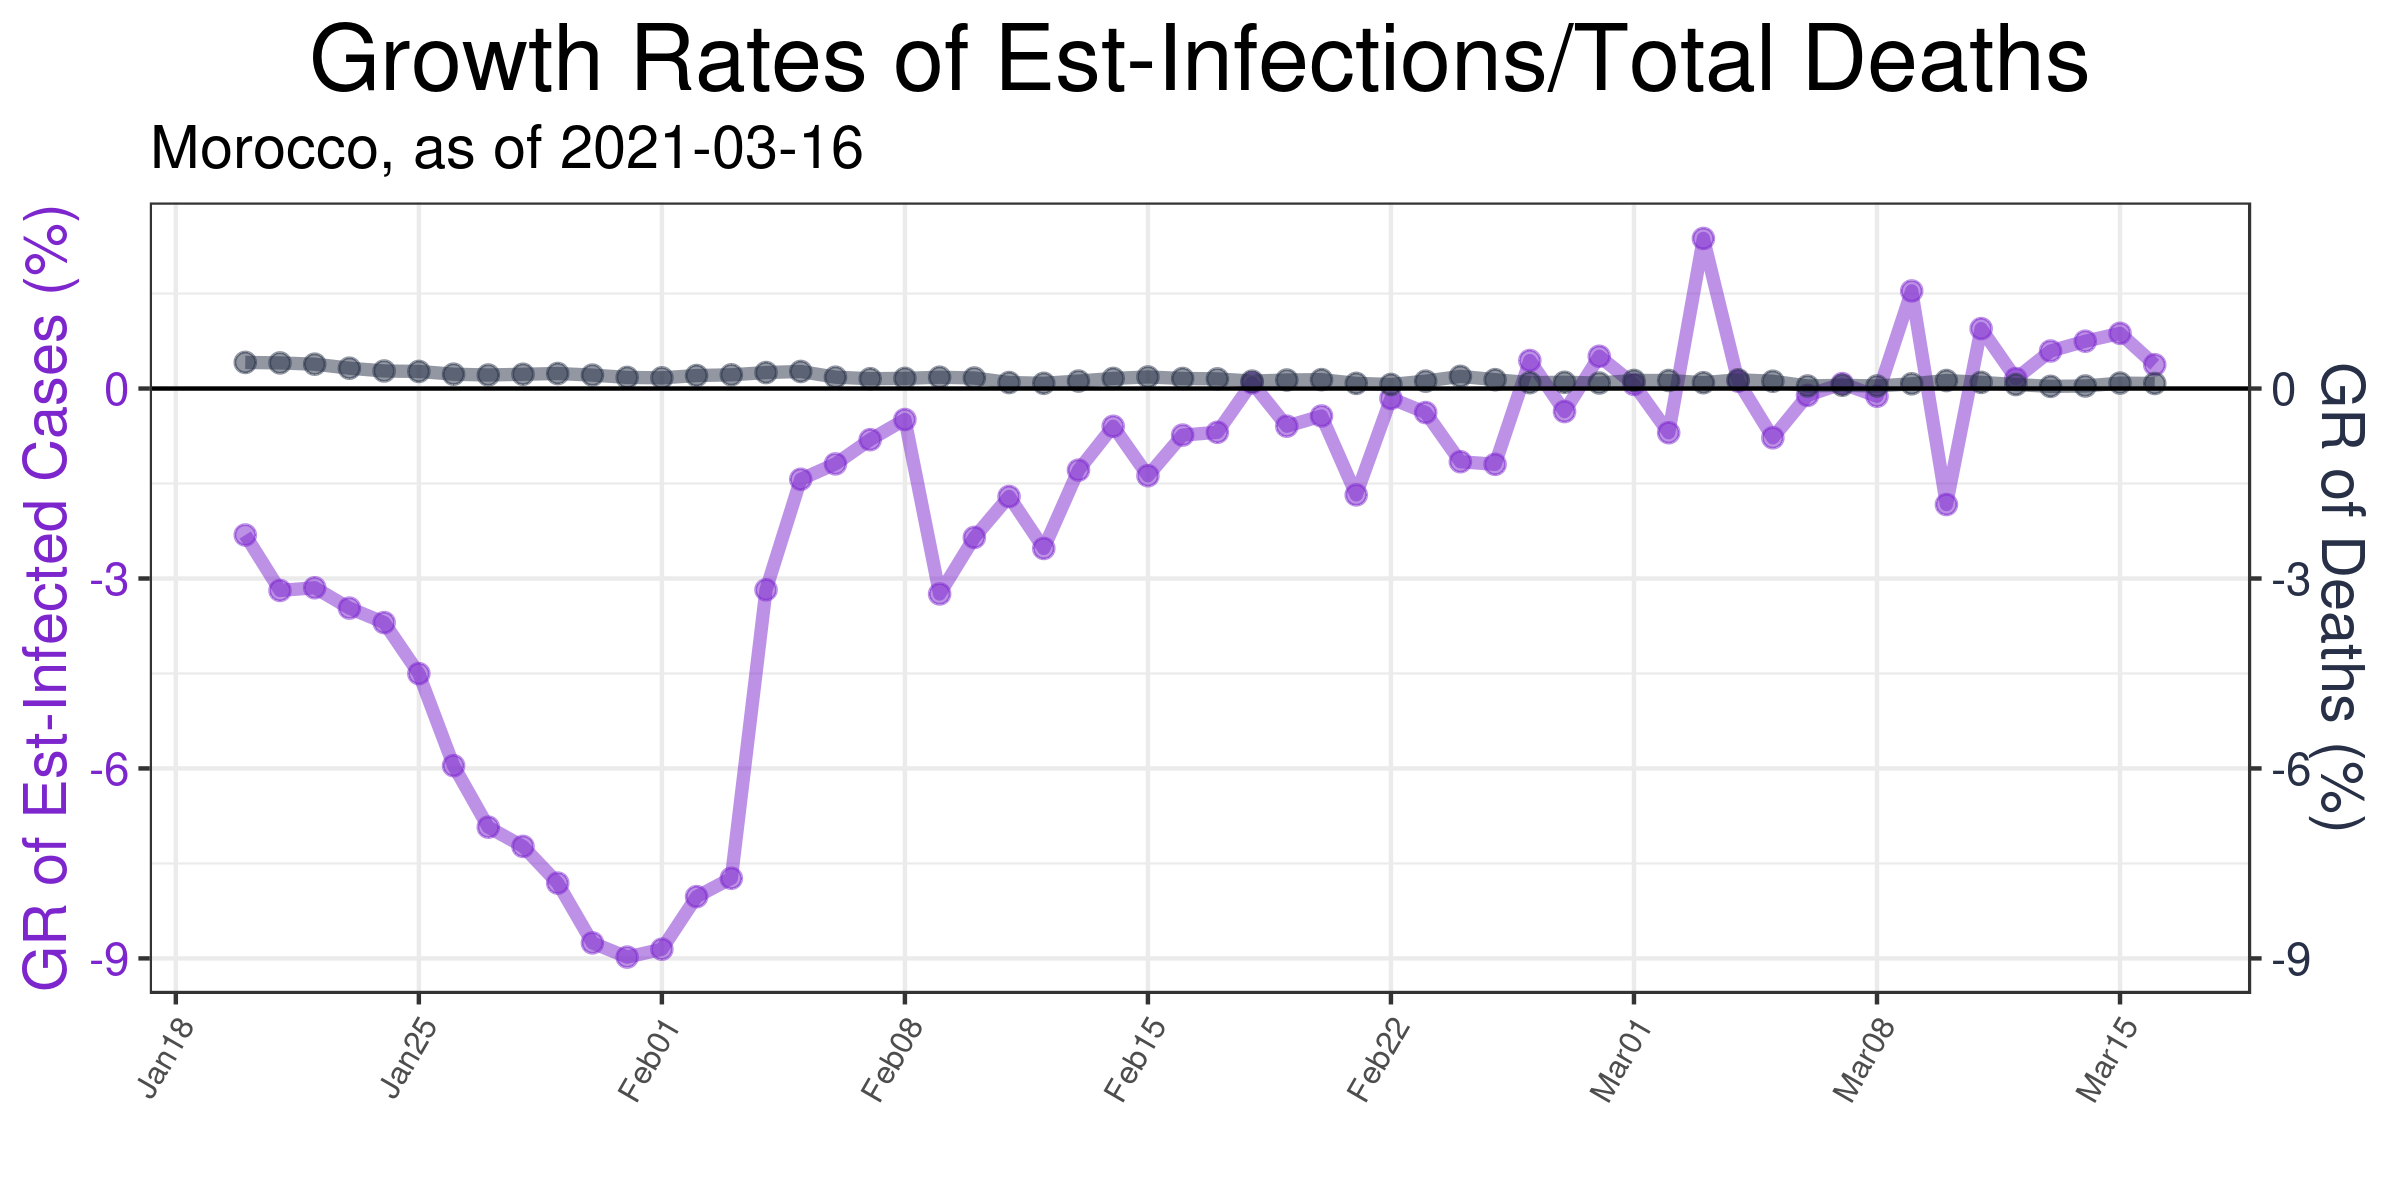 Growth Rates of Est-Infections/Total Deaths
Morocco, as of 2021-03-16
GR of Est-Infected Cases (%)
0
-3
-6
-9
0
-3
-6
-9
GR of Deaths (%)
Jan18
Jan25
Feb01
Feb08
Feb15
Feb22
Mar01
Mar08
Mar15